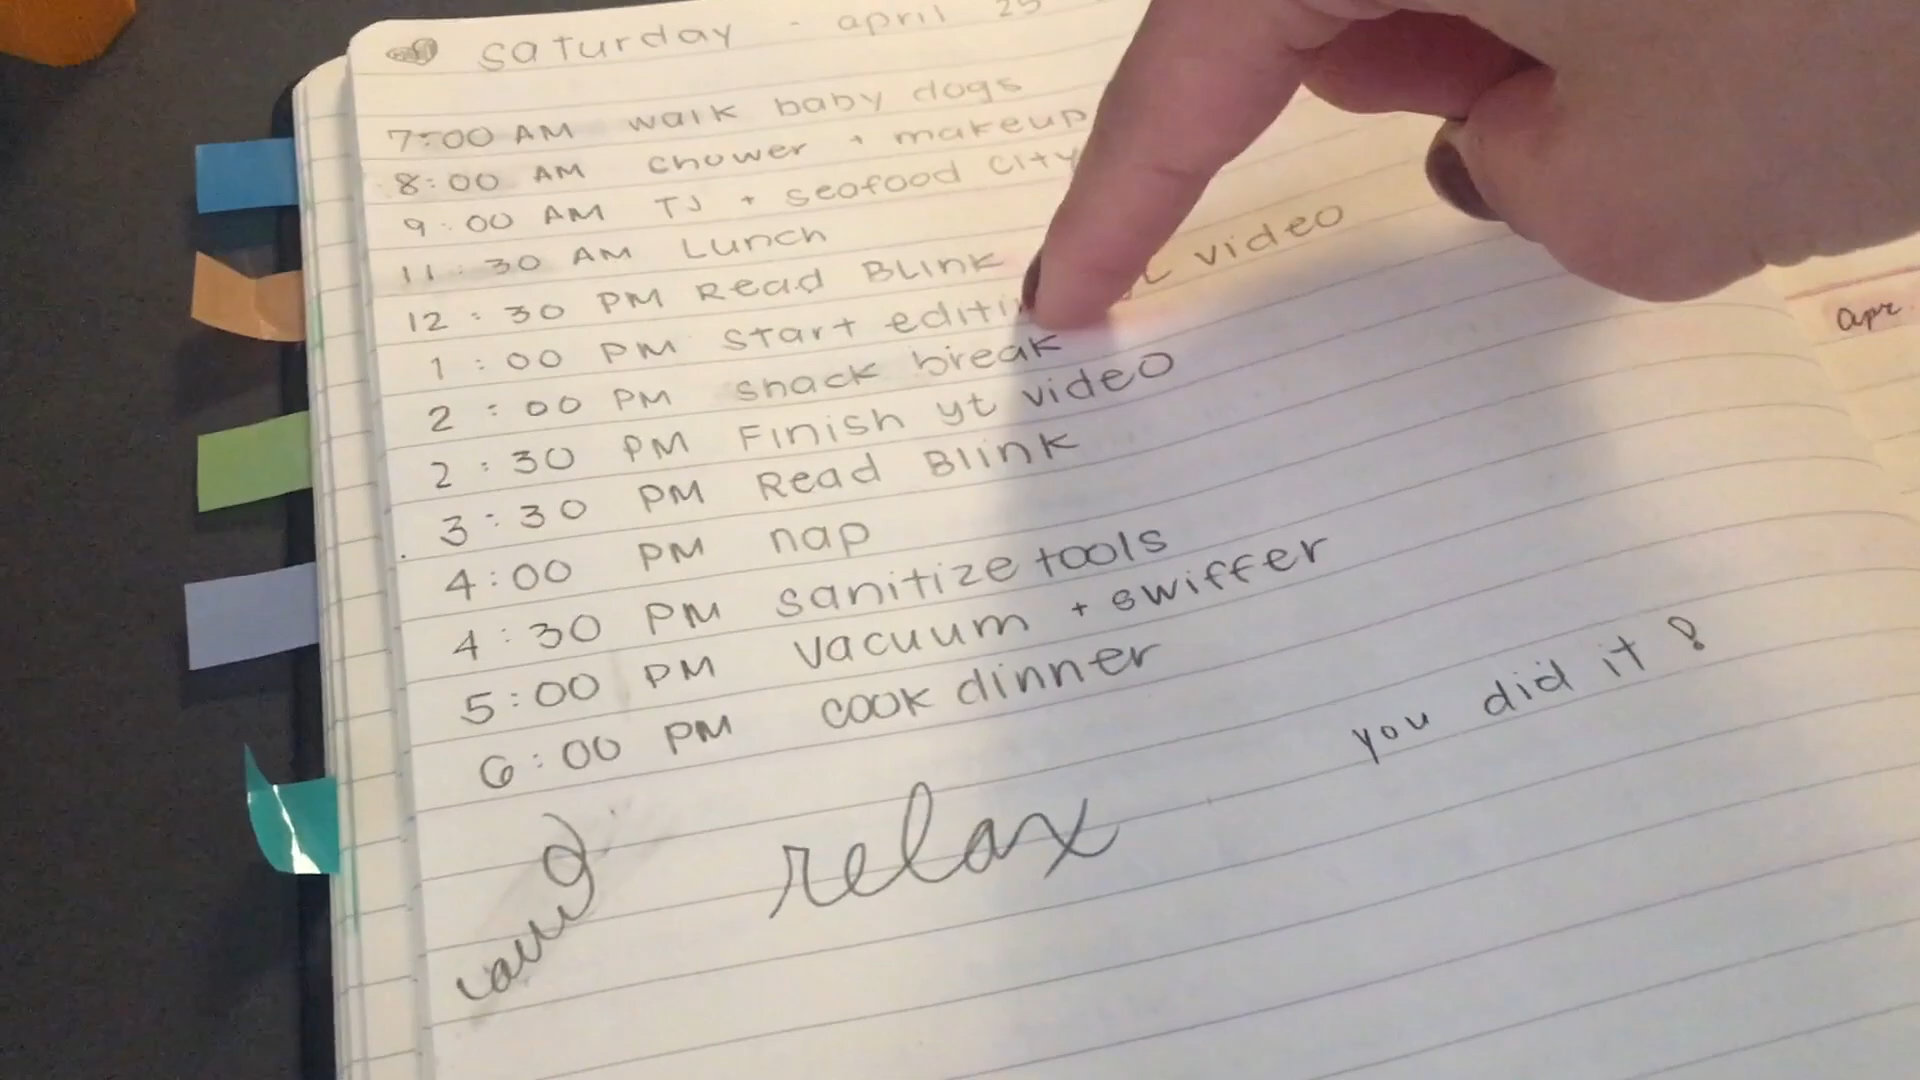 saturday - april 25
7:00 AM walk baby dogs
8:00 AM shower + makeup
9:00 AM TJ + seafood city
11:30 AM Lunch
12:30 PM Read Blink
1:00 PM start editi video
2:00 PM snack break
2:30 PM Finish yt video
3:30 PM Read Blink
4:00 PM nap
4:30 PM sanitize tools
5:00 PM vacuum + swiffer
6:00 PM cook dinner
you did it!
relax
apr